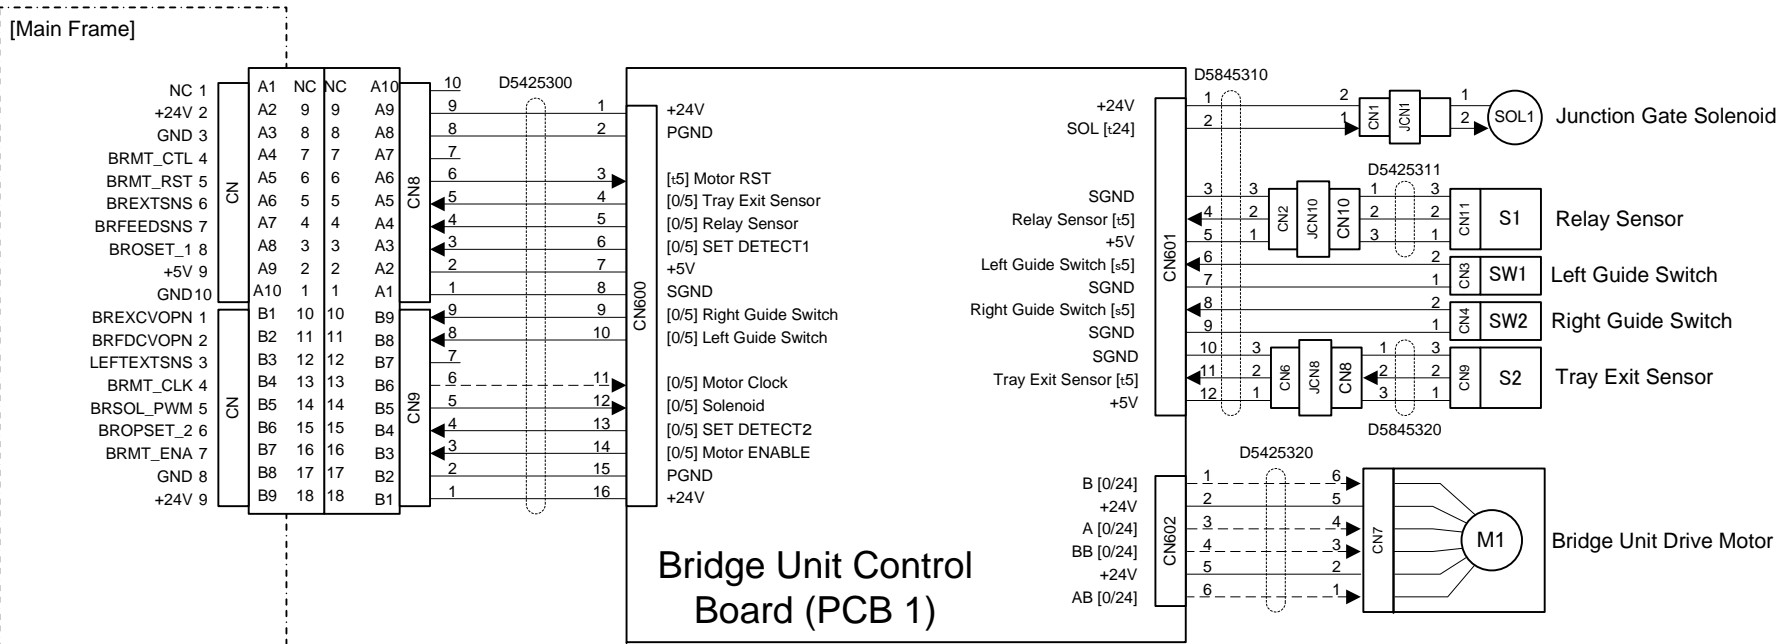 [Main Frame]
NC 1
+24V 2
GND 3
BRMT_CTL 4
BRMT_RST 5
BREXTSNS 6
BRFEEDSNS 7
BROSET_1 8
+5V 9
GND10
BREXCVOPN 1
BRFDCVOPN 2
LEFTEXTSNS 3
BRMT_CLK 4
BRSOL_PWM 5
BROPSET_2 6
BRMT_ENA 7
GND 8
+24V 9
CN
CN
A1 NC NC A10
A2 9 9 A9
A3 8 8 A8
A4 7 7 A7
A5 6 6 A6
A6 5 5 A5
A7 4 4 A4
A8 3 3 A3
A9 2 2 A2
A10 1 1 A1
B1 10 10 B9
B2 11 11 B8
B3 12 12 B7
B4 13 13 B6
B5 14 14 B5
B6 15 15 B4
B7 16 16 B3
B8 17 17 B2
B9 18 18 B1
CN8
CN9
D5425300
10
9 1 +24V
8 2 PGND
7
6 3 [t5] Motor RST
5 4 [0/5] Tray Exit Sensor
4 5 [0/5] Relay Sensor
3 6 [0/5] SET DETECT1
2 7 +5V
1 8 SGND
9 9 [0/5] Right Guide Switch
8 10 [0/5] Left Guide Switch
7
6 11 [0/5] Motor Clock
5 12 [0/5] Solenoid
4 13 [0/5] SET DETECT2
3 14 [0/5] Motor ENABLE
2 15 PGND
1 16 +24V
CN600
Bridge Unit Control
Board (PCB 1)
D5845310
+24V 1 2 1
SOL [t24] 2 1 2
CN1
JCN1
SOL1
Junction Gate Solenoid
D5425311
SGND 3 3 1 3
Relay Sensor [t5] 4 2 2 2
+5V 5 1 3 1
CN2
JCN10
CN10
CN11
S1
Relay Sensor
CN601
Left Guide Switch [s5] 6 2
SGND 7 1
CN3
SW1
Left Guide Switch
Right Guide Switch [s5] 8 2
SGND 9 1
CN4
SW2
Right Guide Switch
SGND 10 3 1 3
Tray Exit Sensor [t5] 11 2 2 2
+5V 12 1 3 1
CN6
JCN8
CN8
CN9
S2
Tray Exit Sensor
D5845320
D5425320
B [0/24] 1 6
+24V 2 5
A [0/24] 3 4
BB [0/24] 4 3
+24V 5 2
AB [0/24] 6 1
CN602
CN7
M1
Bridge Unit Drive Motor